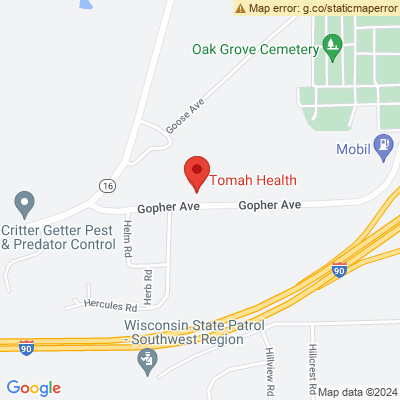 Map error: g.co/staticmaperror
Oak Grove Cemetery
Goose Ave
Mobil
16
Tomah Health
Gopher Ave
Gopher Ave
Critter Getter Pest
& Predator Control
Helm Rd
Herb Rd
90
Hercules Rd
Wisconsin State Patrol
- Southwest Region
90
90
Hillview Rd
Hillcrest Rd
Google
Map data ©2024